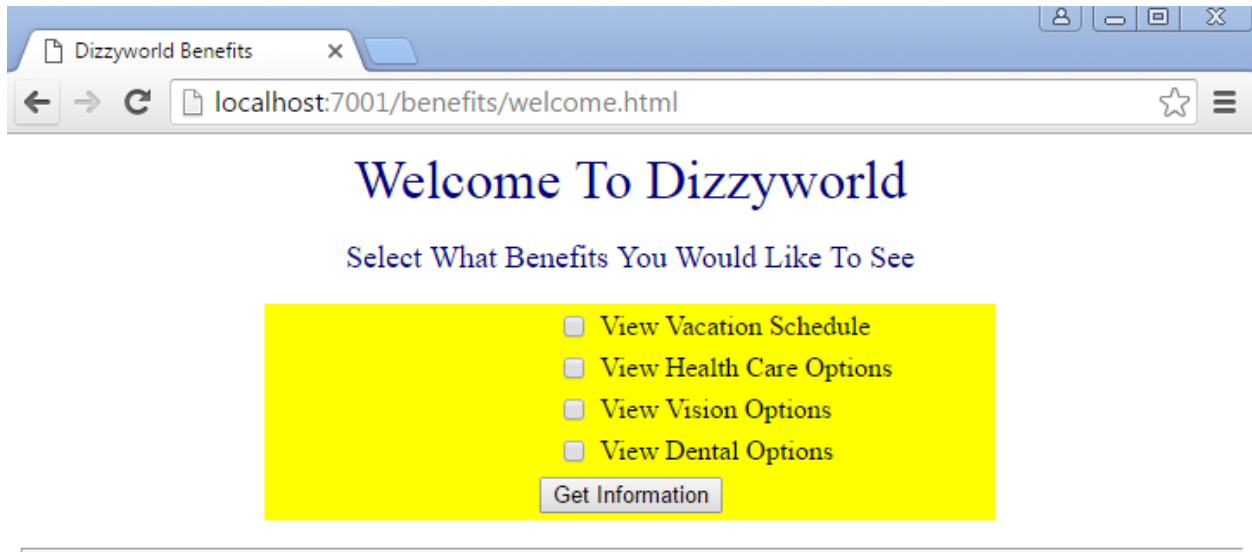 Dizzyworld Benefits
localhost:7001/benefits/welcome.html
Welcome To Dizzyworld
Select What Benefits You Would Like To See
View Vacation Schedule
View Health Care Options
View Vision Options
View Dental Options
Get Information